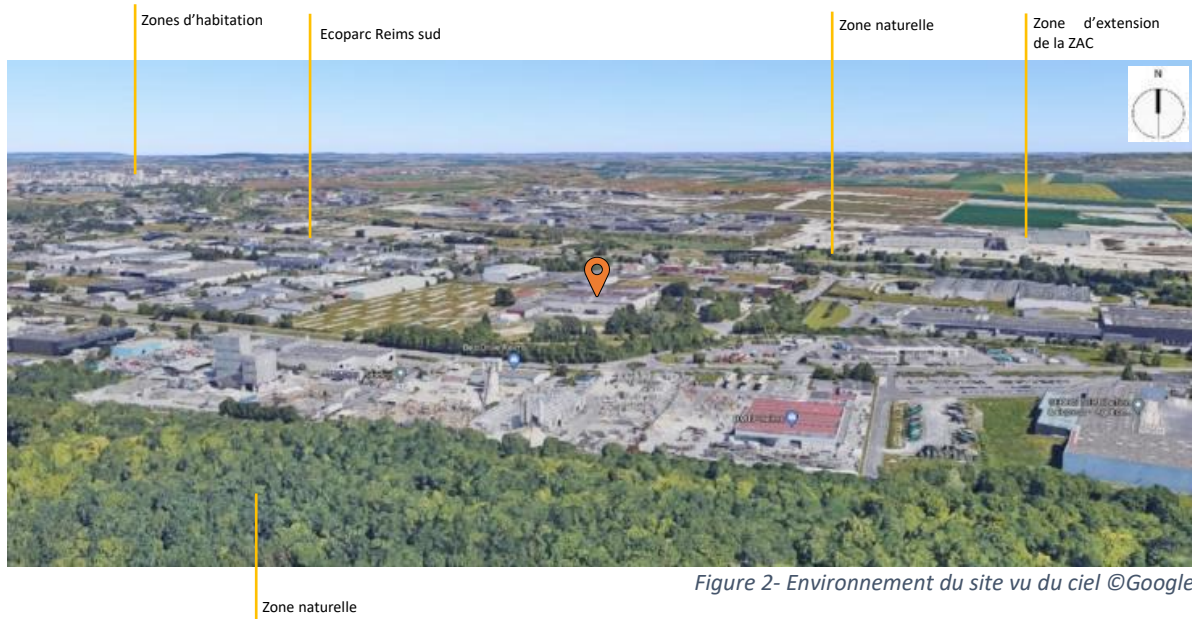 Zones d'habitation
Ecoparc Reims sud
Zone naturelle
Zone d'extension
de la ZAC
N
Figure 2- Environnement du site vu du ciel ©Google
Zone naturelle